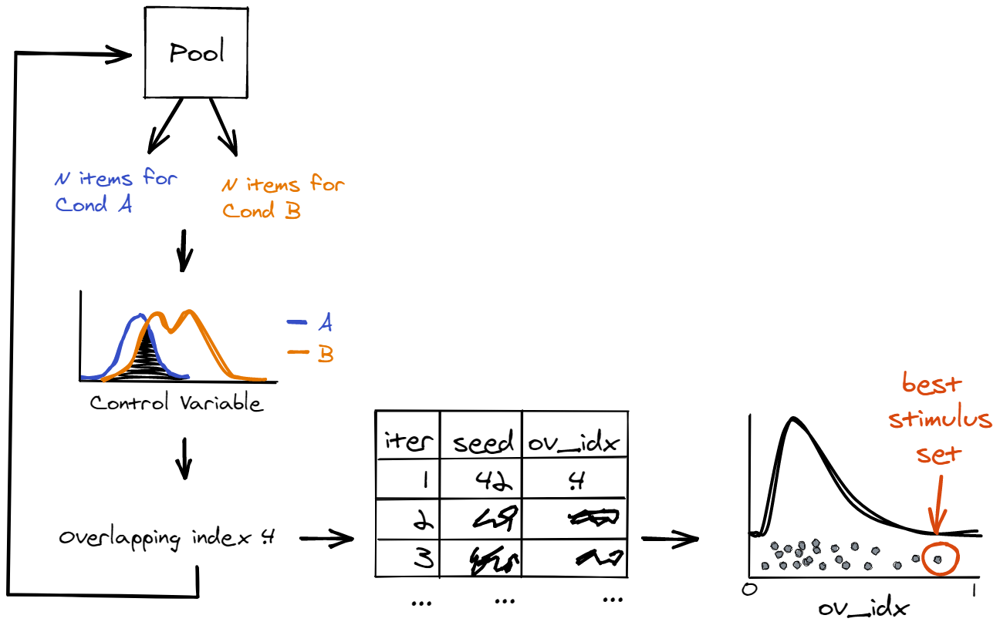 Pool
N items for
Cond A
N items for
Cond B
A
B
Control Variable
overlapping index .4
iter seed ov_idx
1 42 .4
2
3
... ... ...
best
stimulus
set
0 1
ov_idx